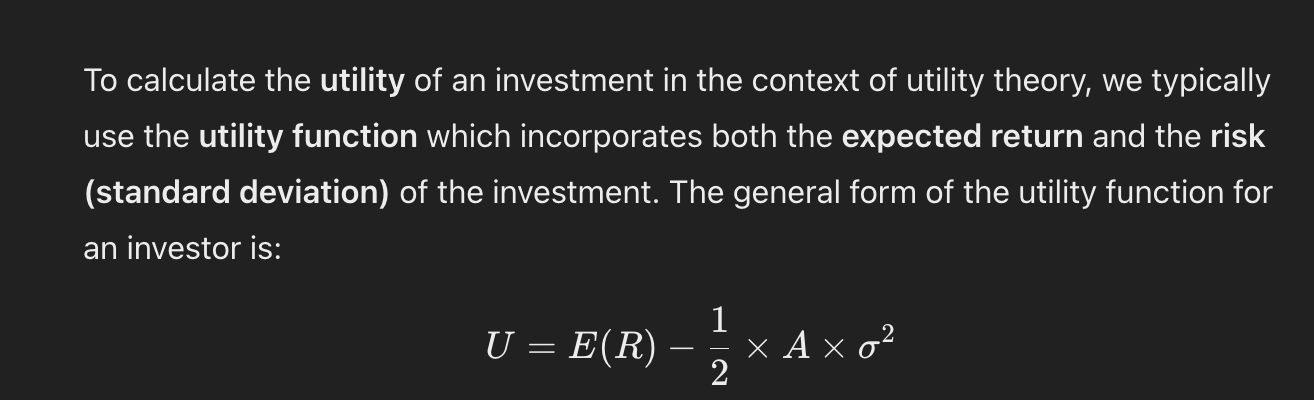 To calculate the utility of an investment in the context of utility theory, we typically
use the utility function which incorporates both the expected return and the risk
(standard deviation) of the investment. The general form of the utility function for
an investor is:
U = E(R) − 1/2 × A × σ²